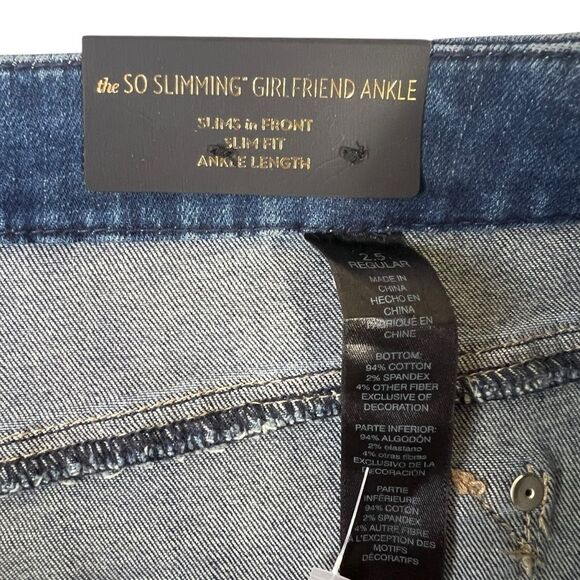 the SO SLIMMING® GIRLFRIEND ANKLE
SLIMS in FRONT
SLIM FIT
ANKLE LENGTH
2.5
REGULAR
MADE IN
CHINA
HECHO EN
CHINA
FABRIQUÉ EN
CHINE
BOTTOM:
94% COTTON
2% SPANDEX
4% OTHER FIBER
EXCLUSIVE OF
DECORATION
PARTE INFERIOR:
94% ALGODÓN
2% elastano
4% otras fibras
EXCLUSIVO DE LA
DECORACIÓN
PARTIE
INFÉRIEURE:
94% COTTON
2% SPANDEX
4% AUTRE FIBRE
À L'EXCEPTION DES
MOTIFS
DÉCORATIFS